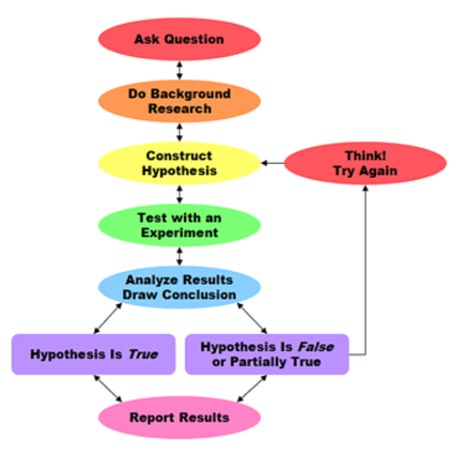 Ask Question
Do Background
Research
Construct
Hypothesis
Think!
Try Again
Test with an
Experiment
Analyze Results
Draw Conclusion
Hypothesis Is True
Hypothesis Is False
or Partially True
Report Results